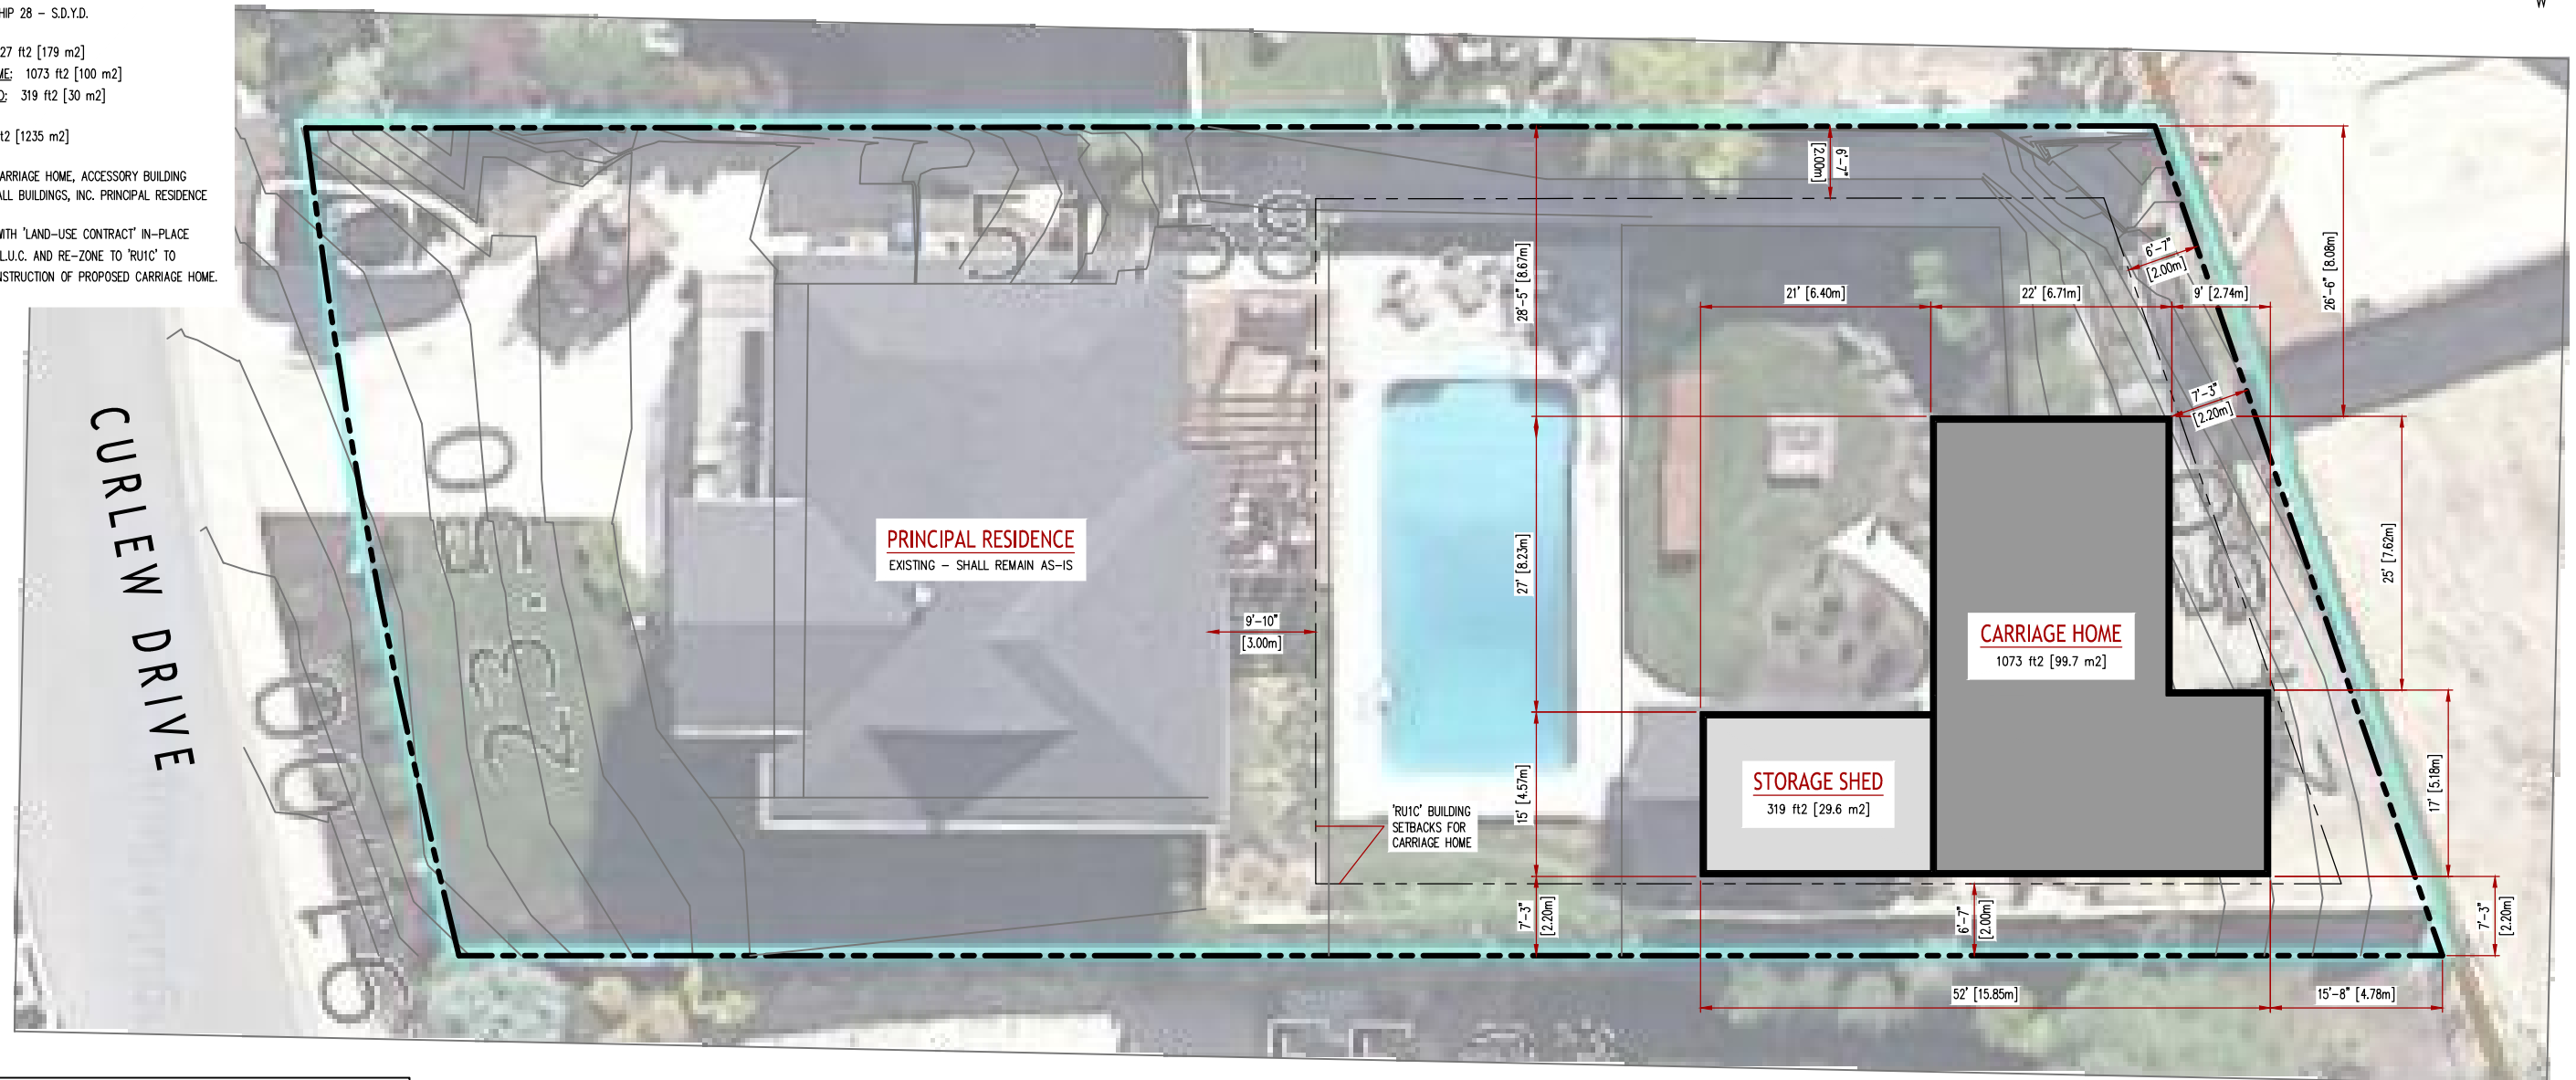 HIP 28 – S.D.Y.D.
27 ft2 [179 m2]
ME: 1073 ft2 [100 m2]
319 ft2 [30 m2]
ft2 [1235 m2]
CARRIAGE HOME, ACCESSORY BUILDING
ALL BUILDINGS, INC. PRINCIPAL RESIDENCE
WITH 'LAND-USE CONTRACT' IN-PLACE
L.U.C. AND RE-ZONE TO 'RU1C' TO
NSTRUCTION OF PROPOSED CARRIAGE HOME.
W
CURLEW DRIVE
PRINCIPAL RESIDENCE
EXISTING – SHALL REMAIN AS-IS
9'-10"
[3.00m]
28'-5" [8.67m]
27' [8.23m]
15' [4.57m]
7'-3"
[2.20m]
6'-7"
[2.00m]
6'-7"
[2.00m]
21' [6.40m]
22' [6.71m]
9' [2.74m]
26'-6" [8.08m]
7'-3"
[2.20m]
25' [7.62m]
CARRIAGE HOME
1073 ft2 [99.7 m2]
STORAGE SHED
319 ft2 [29.6 m2]
'RU1C' BUILDING
SETBACKS FOR
CARRIAGE HOME
17' [5.18m]
6'-7"
[2.00m]
7'-3"
[2.20m]
52' [15.85m]
15'-8" [4.78m]